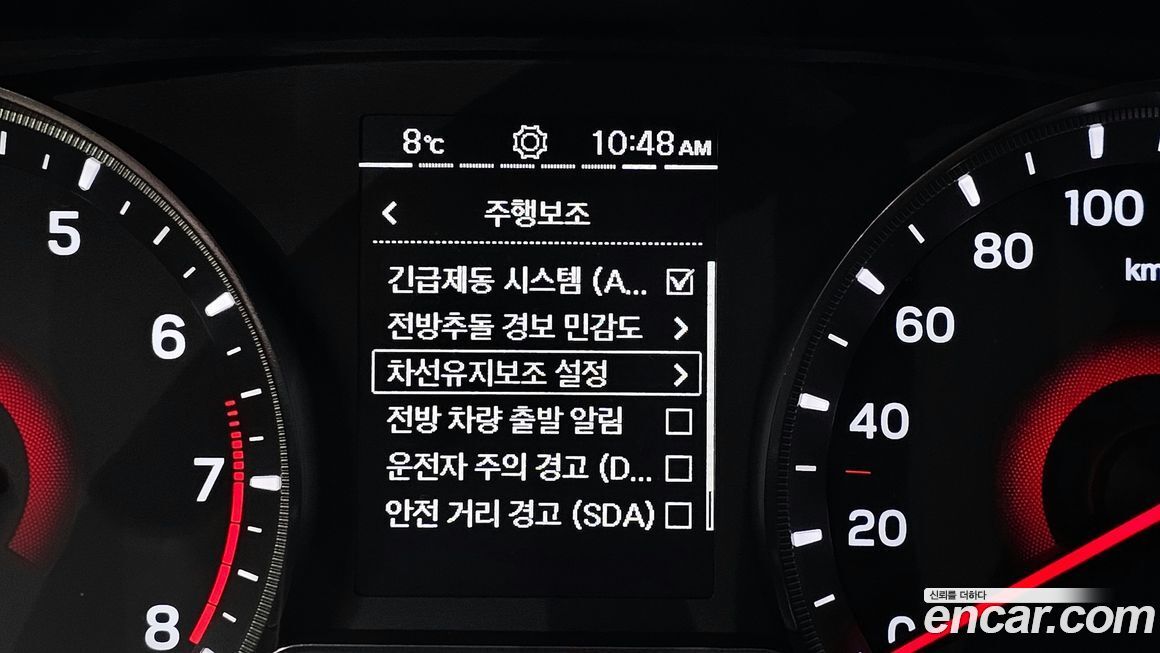 8℃ 10:48 AM
주행보조
긴급제동 시스템 (A...
전방추돌 경보 민감도
차선유지보조 설정
전방 차량 출발 알림
운전자 주의 경고 (D...
안전 거리 경고 (SDA)
5
6
7
8
100
80
60
40
20
km
신뢰를 더하다
encar.com